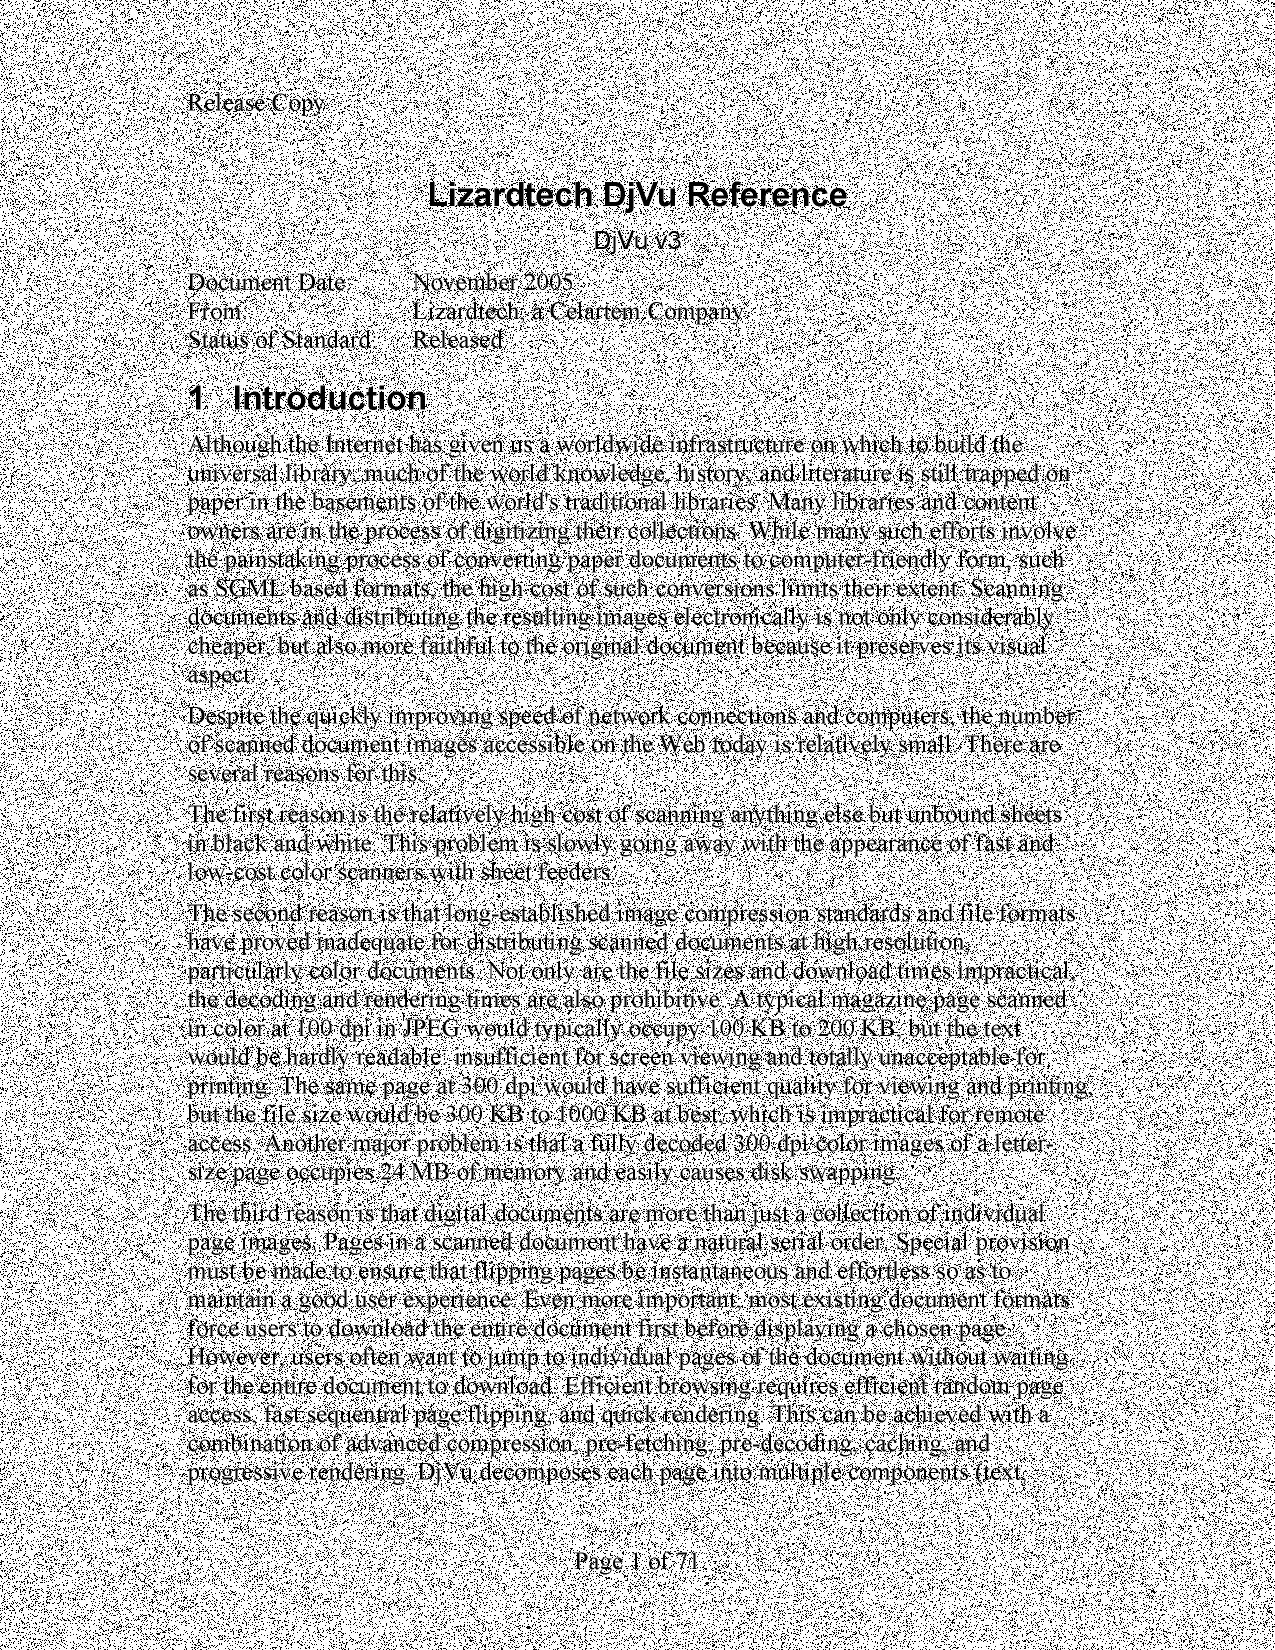 Release Copy
Lizardtech DjVu Reference
DjVu v3
Document Date: November 2005
From: Lizardtech, a Celartem Company
Status of Standard: Released
1 Introduction
Although the Internet has given us a worldwide infrastructure on which to build the
universal library, much of the world knowledge, history, and literature is still trapped on
paper in the basements of the world's traditional libraries. Many libraries and content
owners are in the process of digitizing their collections. While many such efforts involve
the painstaking process of converting paper documents to computer-friendly form, such
as SGML based formats, the high cost of such conversions limits their extent. Scanning
documents and distributing the resulting images electronically is not only considerably
cheaper, but also more faithful to the original document because it preserves its visual
aspect.
Despite the quickly improving speed of network connections and computers, the number
of scanned document images accessible on the Web today is relatively small. There are
several reasons for this.
The first reason is the relatively high cost of scanning anything else but unbound sheets
in black and white. This problem is slowly going away with the appearance of fast and
low-cost color scanners with sheet feeders.
The second reason is that long-established image compression standards and file formats
have proved inadequate for distributing scanned documents at high resolution,
particularly color documents. Not only are the file sizes and download times impractical,
the decoding and rendering times are also prohibitive. A typical magazine page scanned
in color at 100 dpi in JPEG would typically occupy 100 KB to 200 KB, but the text
would be hardly readable: insufficient for screen viewing and totally unacceptable for
printing. The same page at 300 dpi would have sufficient quality for viewing and printing,
but the file size would be 300 KB to 1000 KB at best, which is impractical for remote
access. Another major problem is that a fully decoded 300 dpi color images of a letter-
size page occupies 24 MB of memory and easily causes disk swapping.
The third reason is that digital documents are more than just a collection of individual
page images. Pages in a scanned document have a natural serial order. Special provision
must be made to ensure that flipping pages be instantaneous and effortless so as to
maintain a good user experience. Even more important, most existing document formats
force users to download the entire document first before displaying a chosen page.
However, users often want to jump to individual pages of the document without waiting
for the entire document to download. Efficient browsing requires efficient random page
access, fast sequential page flipping, and quick rendering. This can be achieved with a
combination of advanced compression, pre-fetching, pre-decoding, caching, and
progressive rendering. DjVu decomposes each page into multiple components (text,
Page 1 of 71